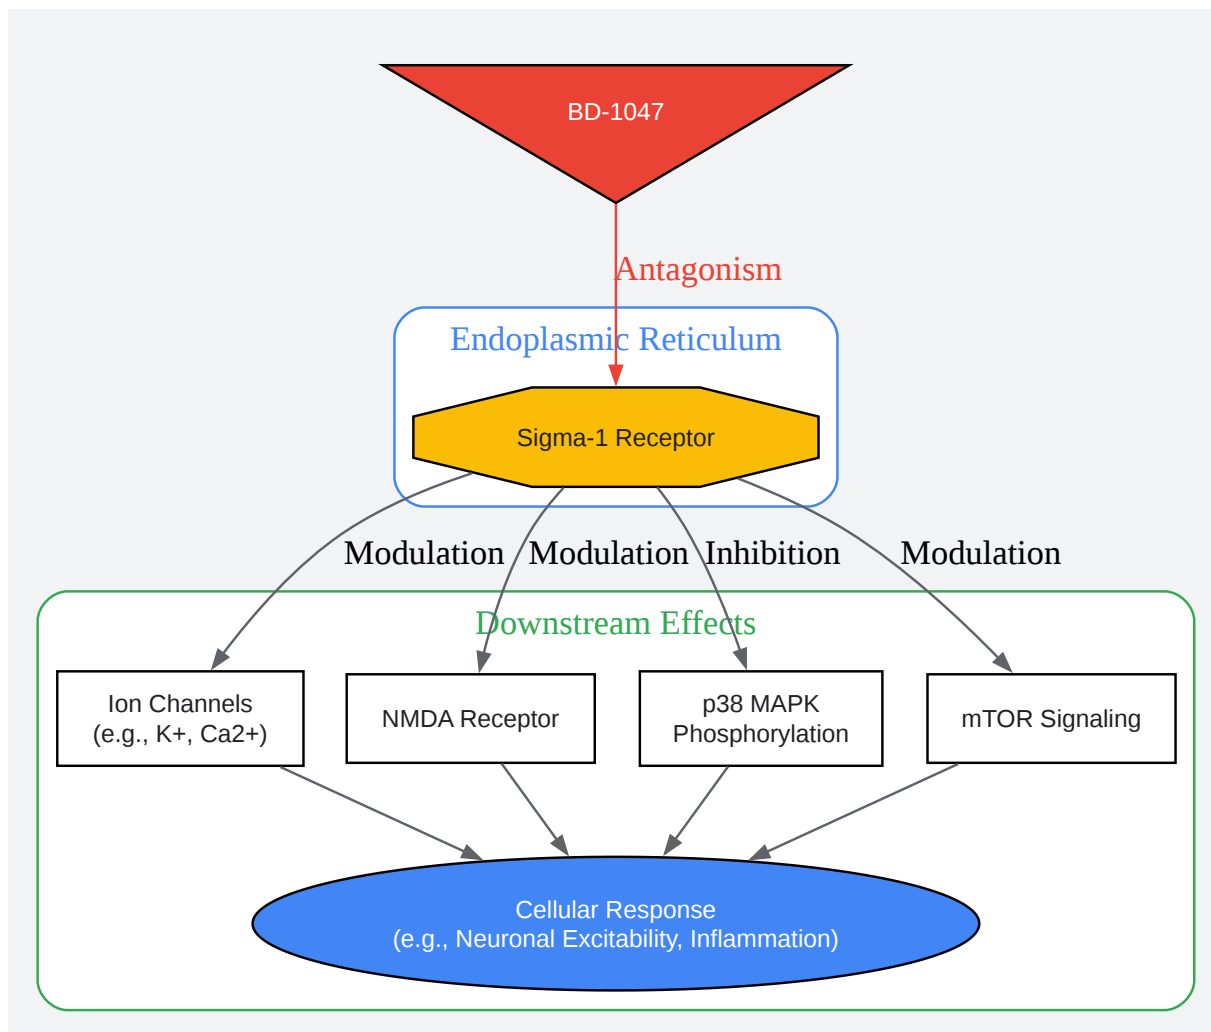 BD-1047
Antagonism
Endoplasmic Reticulum
Sigma-1 Receptor
Modulation
Modulation
Inhibition
Modulation
Downstream Effects
Ion Channels
(e.g., K+, Ca2+)
NMDA Receptor
p38 MAPK
Phosphorylation
mTOR Signaling
Cellular Response
(e.g., Neuronal Excitability, Inflammation)